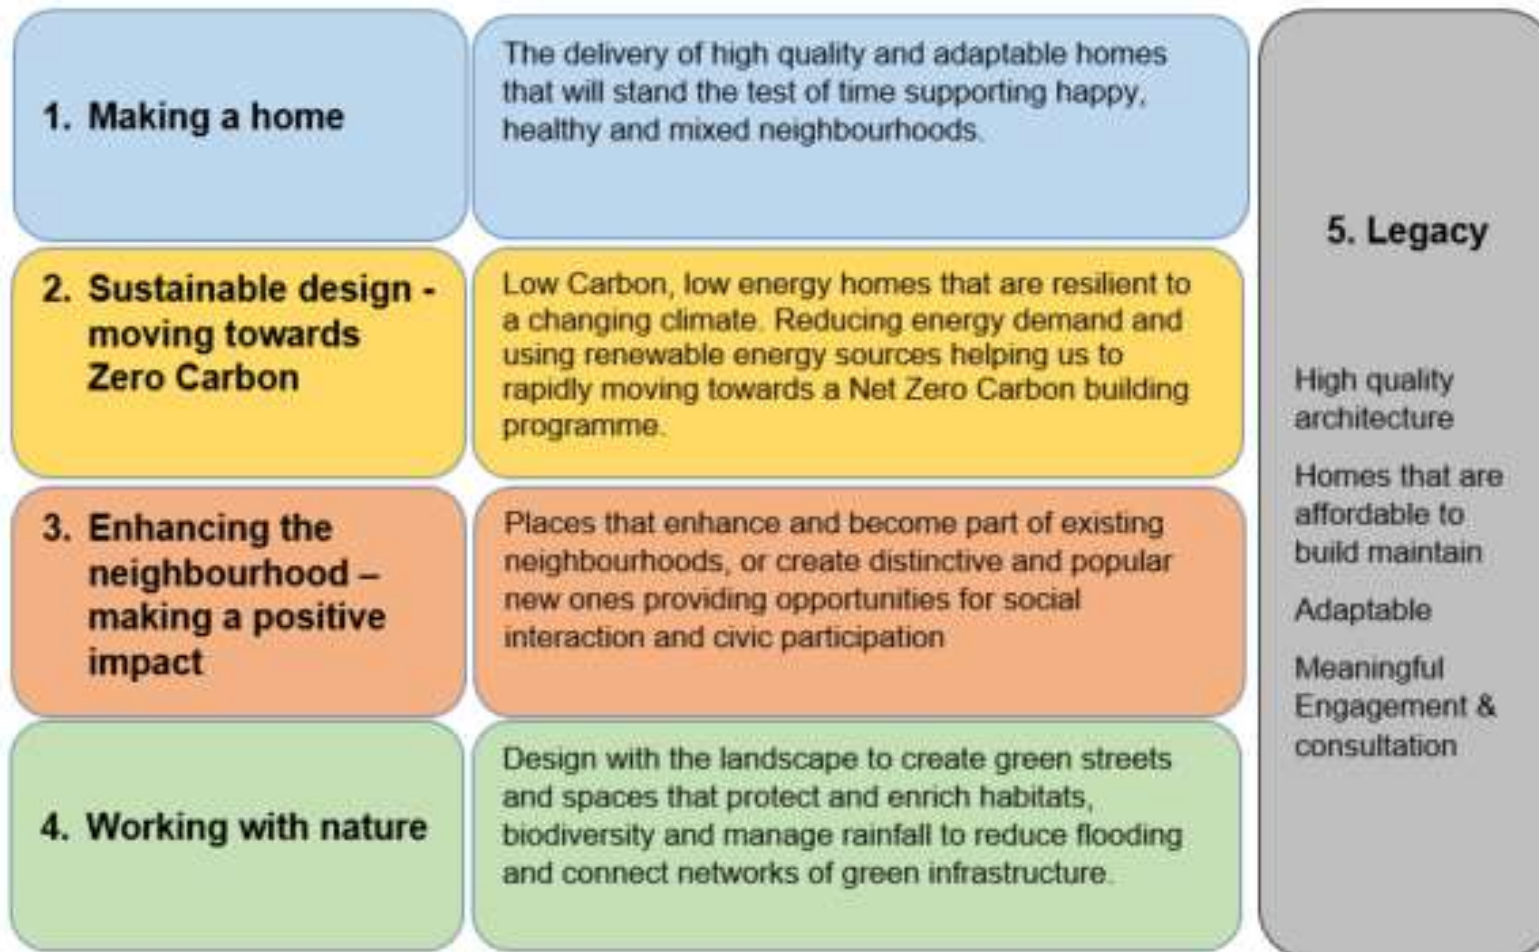 1. Making a home
The delivery of high quality and adaptable homes
that will stand the test of time supporting happy,
healthy and mixed neighbourhoods.
2. Sustainable design -
moving towards
Zero Carbon
Low Carbon, low energy homes that are resilient to
a changing climate. Reducing energy demand and
using renewable energy sources helping us to
rapidly moving towards a Net Zero Carbon building
programme.
3. Enhancing the
neighbourhood –
making a positive
impact
Places that enhance and become part of existing
neighbourhoods, or create distinctive and popular
new ones providing opportunities for social
interaction and civic participation
4. Working with nature
Design with the landscape to create green streets
and spaces that protect and enrich habitats,
biodiversity and manage rainfall to reduce flooding
and connect networks of green infrastructure.
5. Legacy
High quality
architecture
Homes that are
affordable to
build maintain
Adaptable
Meaningful
Engagement &
consultation